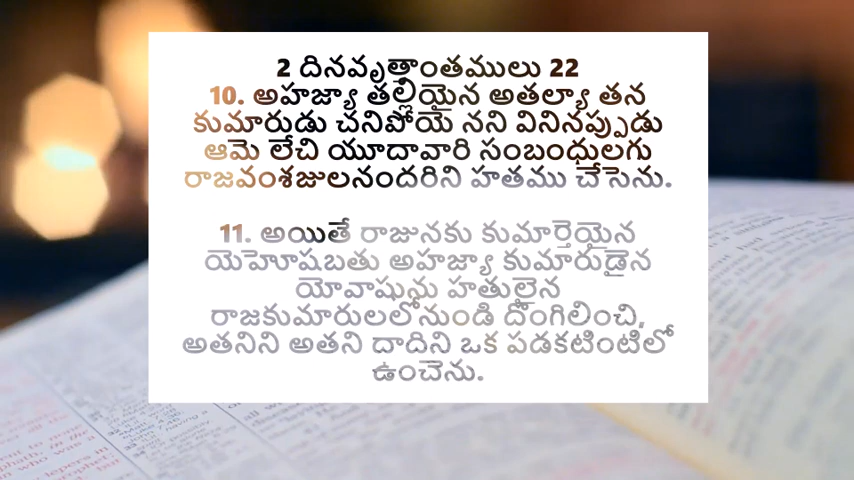 2 దినవృత్తాంతములు 22
10. అహజ్యా తల్లియైన అతల్యా తన
కుమారుడు చనిపోయె నని వినినప్పుడు
ఆమె లేచి యూదావారి సంబంధులగు
రాజవంశజులనందరిని హతము చేసెను.
11. అయితే రాజునకు కుమార్తెయైన
యెహోషబతు అహజ్యా కుమారుడైన
యోవాషును హతులైన
రాజకుమారులలోనుండి దొంగిలించి,
అతనిని అతని దాదిని ఒక పడకటింటిలో
ఉంచెను.